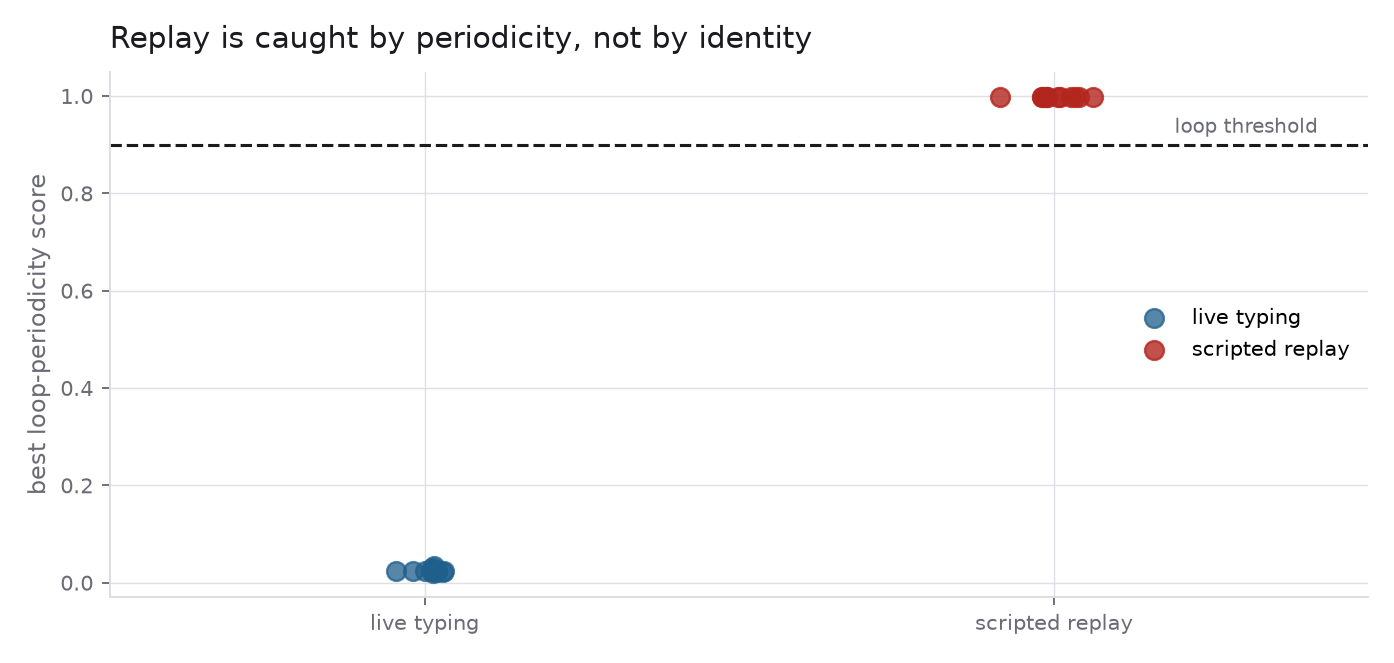 Replay is caught by periodicity, not by identity
best loop-periodicity score
1.0
0.8
0.6
0.4
0.2
0.0
loop threshold
live typing
scripted replay
live typing
scripted replay